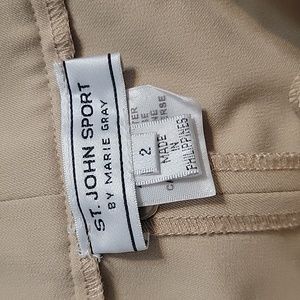 ST. JOHN SPORT
BY MARIE GRAY
2
MADE
IN
PHILIPPINES